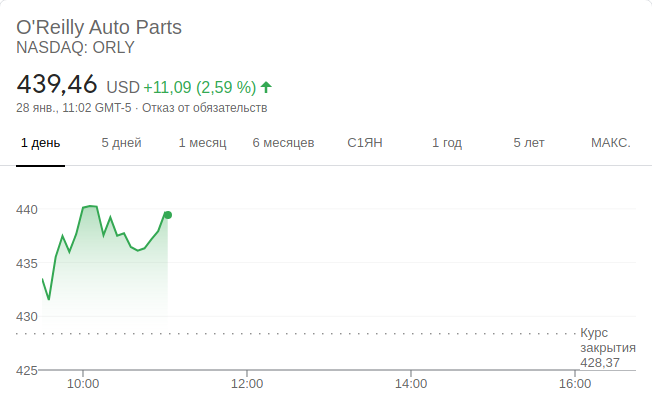 O'Reilly Auto Parts
NASDAQ: ORLY
439,46 USD +11,09 (2,59 %)
28 янв., 11:02 GMT-5 · Отказ от обязательств
1 день 5 дней 1 месяц 6 месяцев С1ЯН 1 год 5 лет МАКС.
440
435
430
Курс
закрытия
428,37
425
10:00 12:00 14:00 16:00